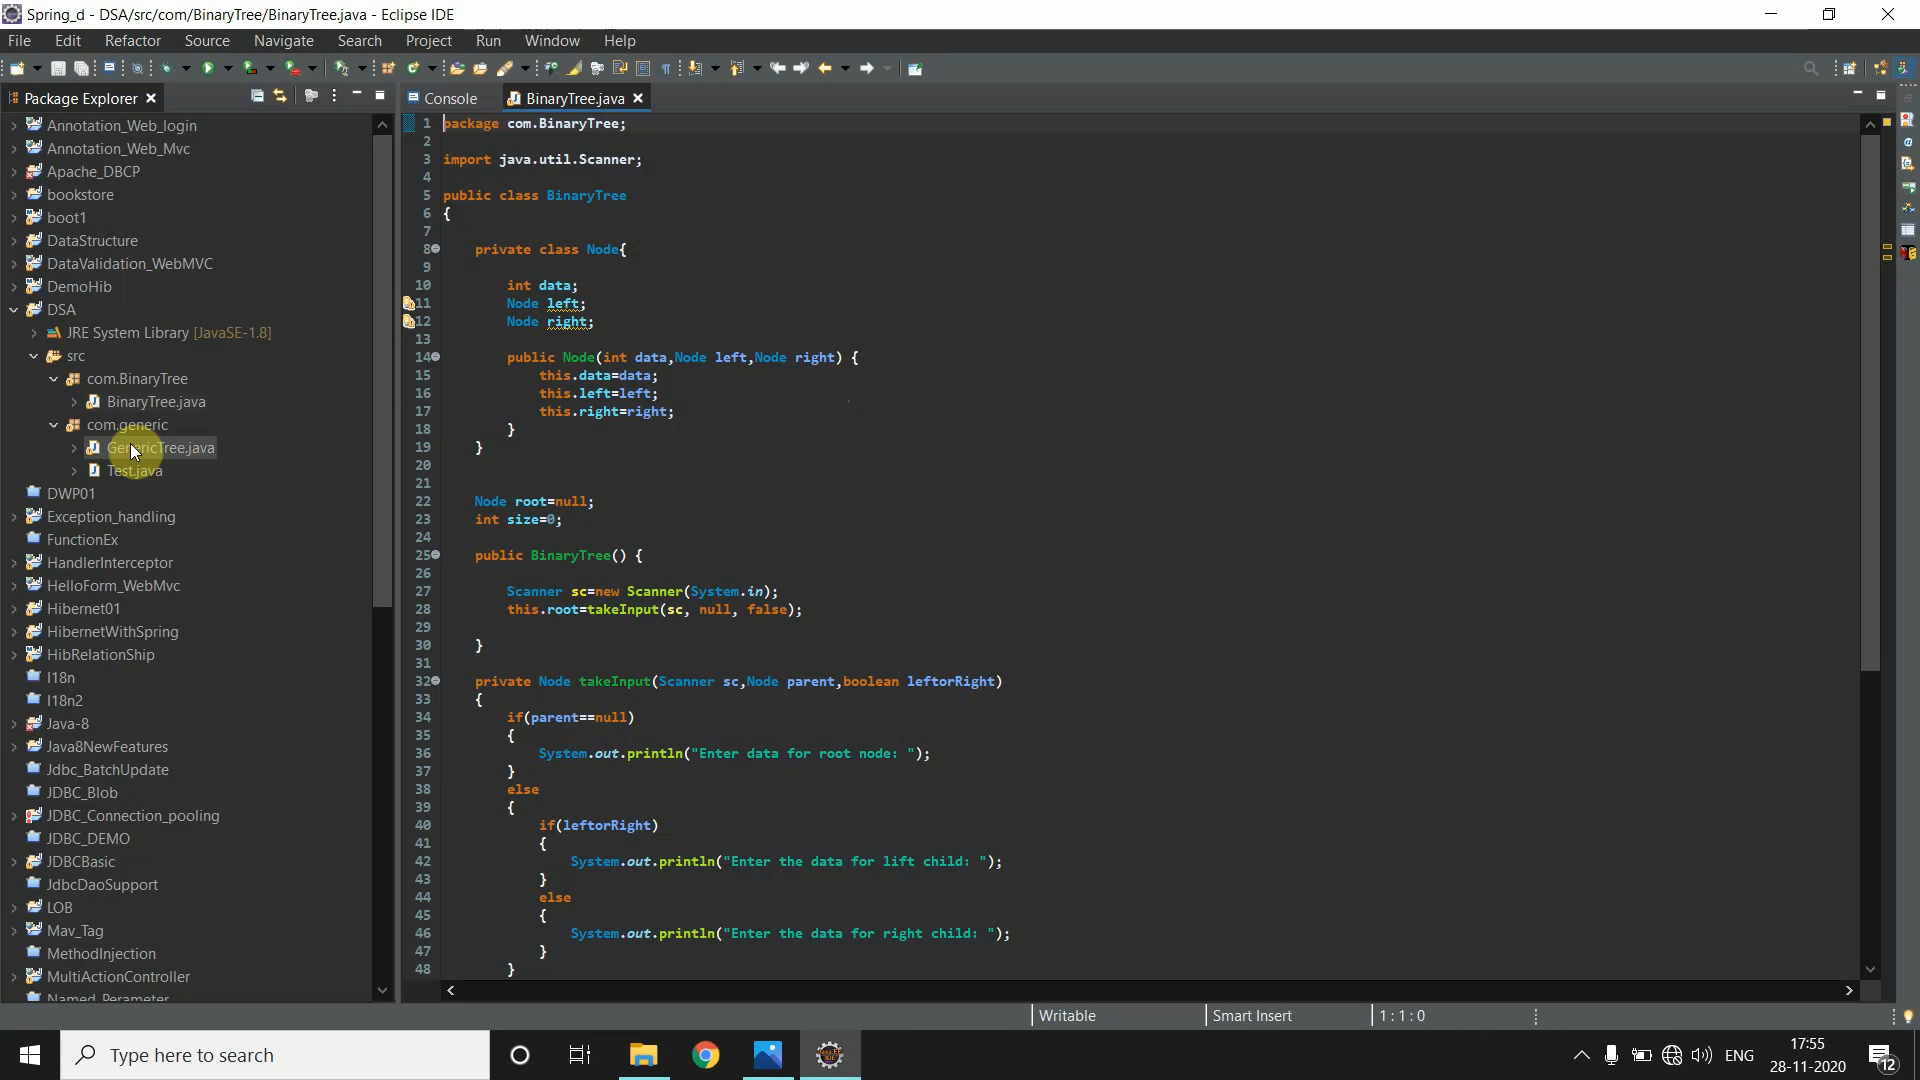 Spring_d - DSA/src/com/BinaryTree/BinaryTree.java - Eclipse IDE
File Edit Refactor Source Navigate Search Project Run Window Help
Package Explorer
Console
BinaryTree.java
Annotation_Web_login
Annotation_Web_Mvc
Apache_DBCP
bookstore
boot1
DataStructure
DataValidation_WebMVC
DemoHib
DSA
JRE System Library [JavaSE-1.8]
src
com.BinaryTree
BinaryTree.java
com.generic
GenericTree.java
Test.java
DWP01
Exception_handling
FunctionEx
HandlerInterceptor
HelloForm_WebMvc
Hibernet01
HibernetWithSpring
HibRelationShip
I18n
I18n2
Java-8
Java8NewFeatures
Jdbc_BatchUpdate
JDBC_Blob
JDBC_Connection_pooling
JDBC_DEMO
JDBCBasic
JdbcDaoSupport
LOB
Mav_Tag
MethodInjection
MultiActionController
Named_Perameter
1 package com.BinaryTree;
2
3 import java.util.Scanner;
4
5 public class BinaryTree
6 {
7
8 private class Node{
9
10 int data;
11 Node left;
12 Node right;
13
14 public Node(int data,Node left,Node right) {
15 this.data=data;
16 this.left=left;
17 this.right=right;
18 }
19 }
20
21
22 Node root=null;
23 int size=0;
24
25 public BinaryTree() {
26
27 Scanner sc=new Scanner(System.in);
28 this.root=takeInput(sc, null, false);
29
30 }
31
32 private Node takeInput(Scanner sc,Node parent,boolean leftorRight)
33 {
34 if(parent==null)
35 {
36 System.out.println("Enter data for root node: ");
37 }
38 else
39 {
40 if(leftorRight)
41 {
42 System.out.println("Enter the data for lift child: ");
43 }
44 else
45 {
46 System.out.println("Enter the data for right child: ");
47 }
48 }
Writable
Smart Insert
1 : 1 : 0
Type here to search
ENG
17:55
28-11-2020
12